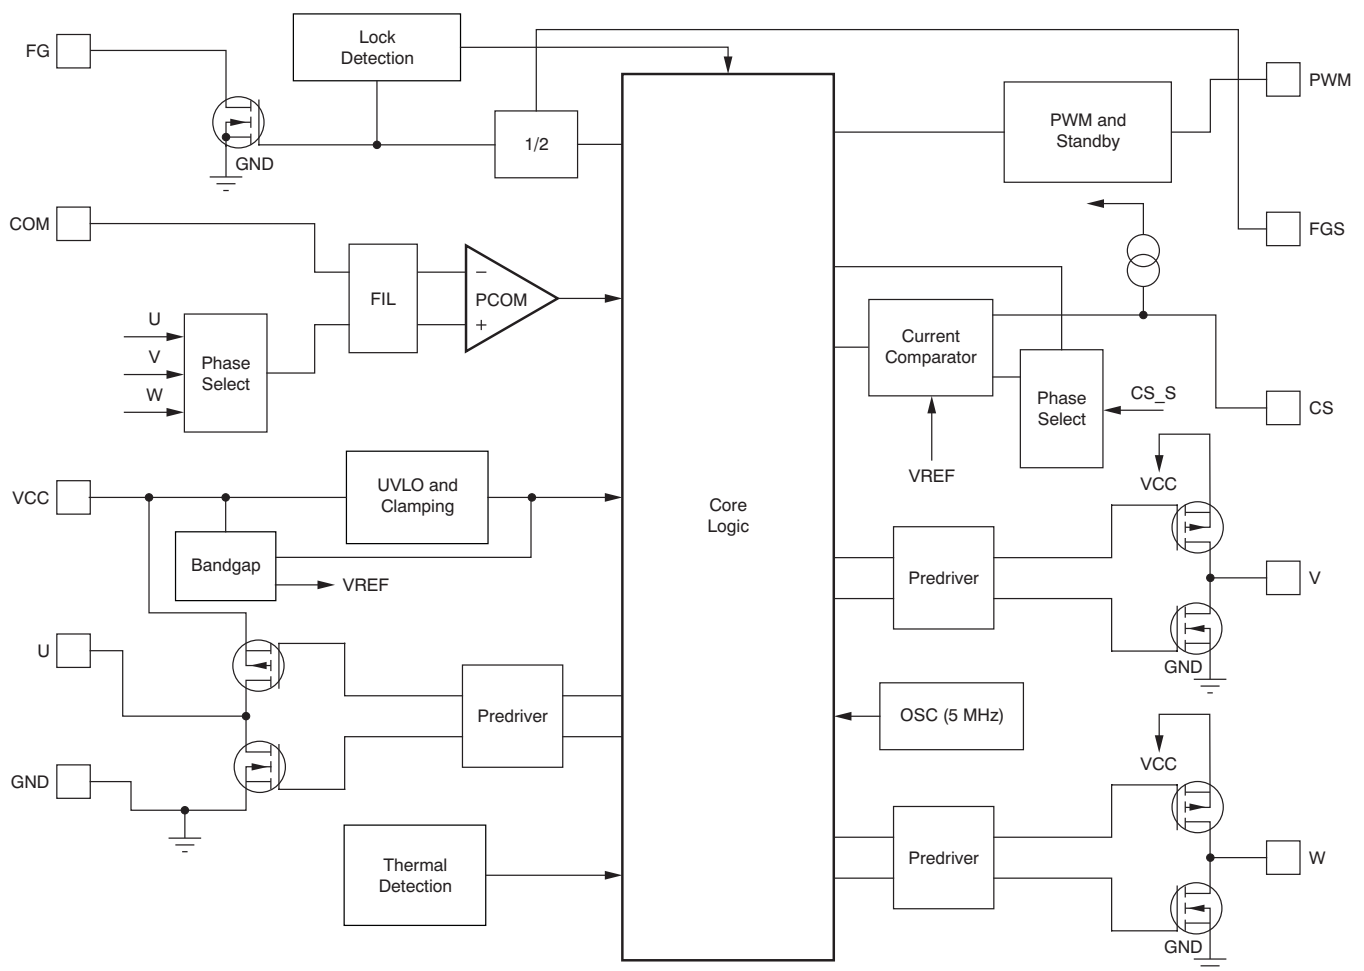 FG
Lock
Detection
PWM
PWM and
Standby
1/2
GND
COM
FGS
FIL
−
PCOM
+
U
V
W
Phase
Select
Current
Comparator
Phase
Select
CS_S
CS
VREF
VCC
UVLO and
Clamping
VCC
Core
Logic
Bandgap
VREF
Predriver
V
U
GND
Predriver
OSC (5 MHz)
GND
VCC
Thermal
Detection
Predriver
W
GND